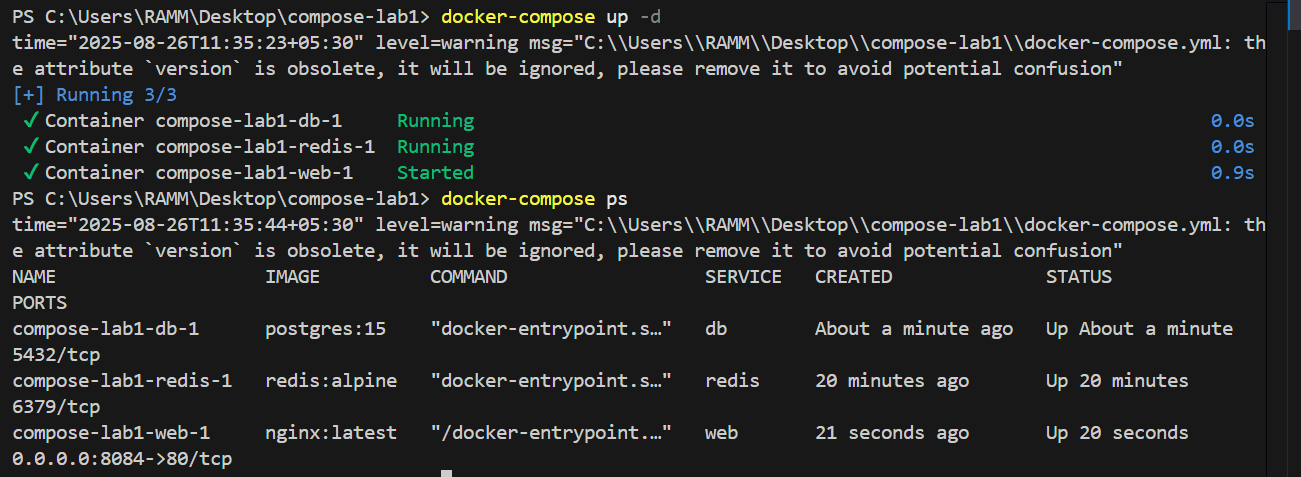 PS C:\Users\RAMM\Desktop\compose-lab1> docker-compose up -d
time="2025-08-26T11:35:23+05:30" level=warning msg="C:\\Users\\RAMM\\Desktop\\compose-lab1\\docker-compose.yml: th
e attribute `version` is obsolete, it will be ignored, please remove it to avoid potential confusion"
[+] Running 3/3
✔ Container compose-lab1-db-1 Running 0.0s
✔ Container compose-lab1-redis-1 Running 0.0s
✔ Container compose-lab1-web-1 Started 0.9s
PS C:\Users\RAMM\Desktop\compose-lab1> docker-compose ps
time="2025-08-26T11:35:44+05:30" level=warning msg="C:\\Users\\RAMM\\Desktop\\compose-lab1\\docker-compose.yml: th
e attribute `version` is obsolete, it will be ignored, please remove it to avoid potential confusion"
NAME IMAGE COMMAND SERVICE CREATED STATUS
PORTS
compose-lab1-db-1 postgres:15 "docker-entrypoint.s…" db About a minute ago Up About a minute
5432/tcp
compose-lab1-redis-1 redis:alpine "docker-entrypoint.s…" redis 20 minutes ago Up 20 minutes
6379/tcp
compose-lab1-web-1 nginx:latest "/docker-entrypoint.…" web 21 seconds ago Up 20 seconds
0.0.0.0:8084->80/tcp